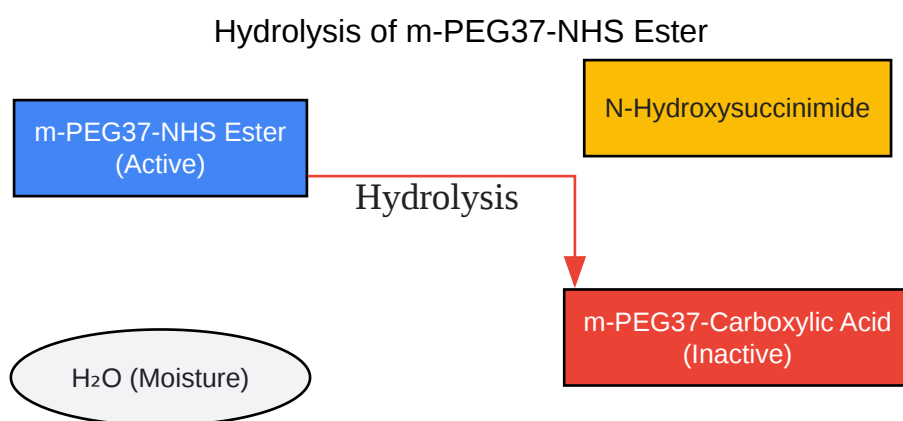 Hydrolysis of m-PEG37-NHS Ester
N-Hydroxysuccinimide
m-PEG37-NHS Ester
(Active)
Hydrolysis
m-PEG37-Carboxylic Acid
(Inactive)
H₂O (Moisture)